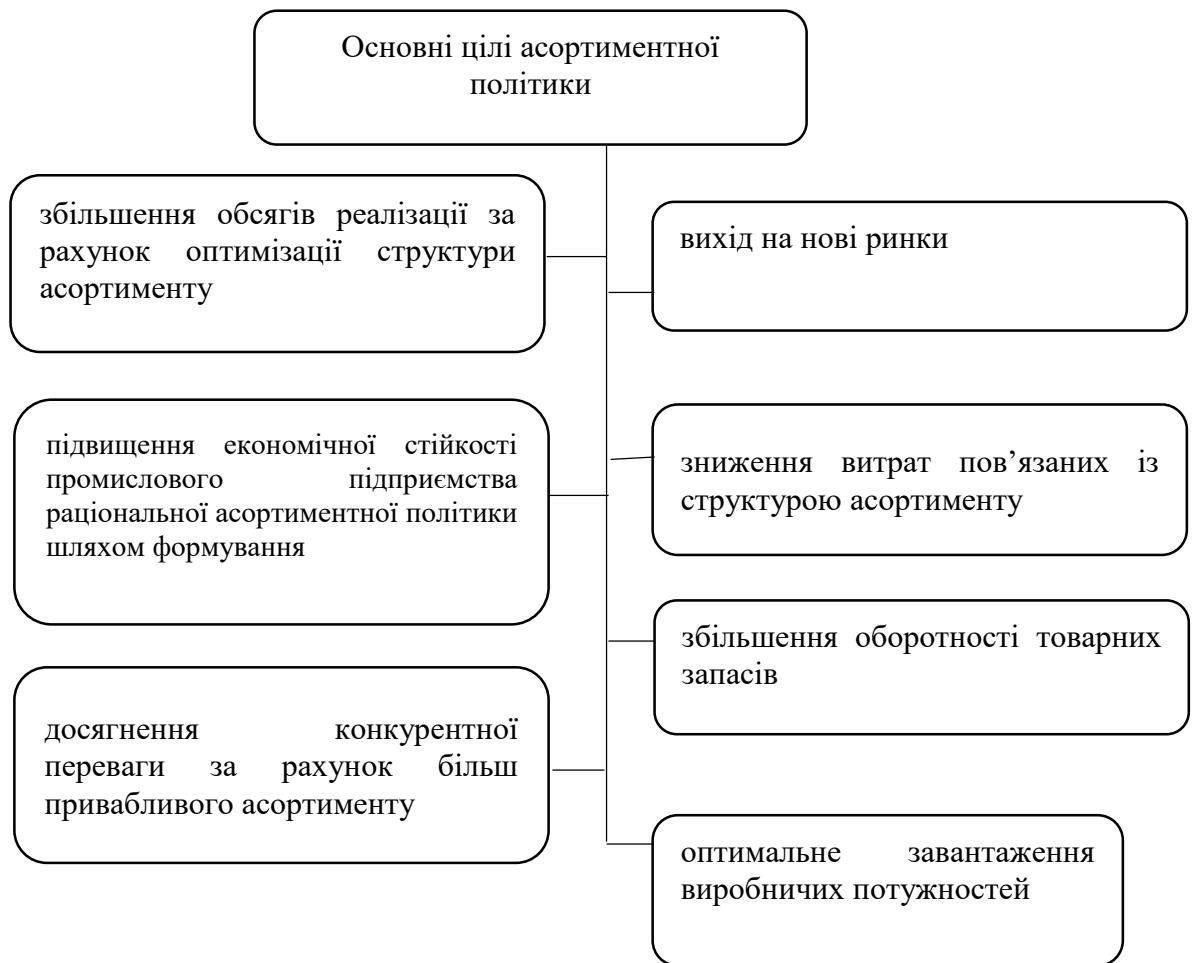 Основні цілі асортиментної
політики
збільшення обсягів реалізації за
рахунок оптимізації структури
асортименту
вихід на нові ринки
підвищення економічної стійкості
промислового підприємства
раціональної асортиментної політики
шляхом формування
зниження витрат пов’язаних із
структурою асортименту
збільшення оборотності товарних
запасів
досягнення конкурентної
переваги за рахунок більш
привабливого асортименту
оптимальне завантаження
виробничих потужностей